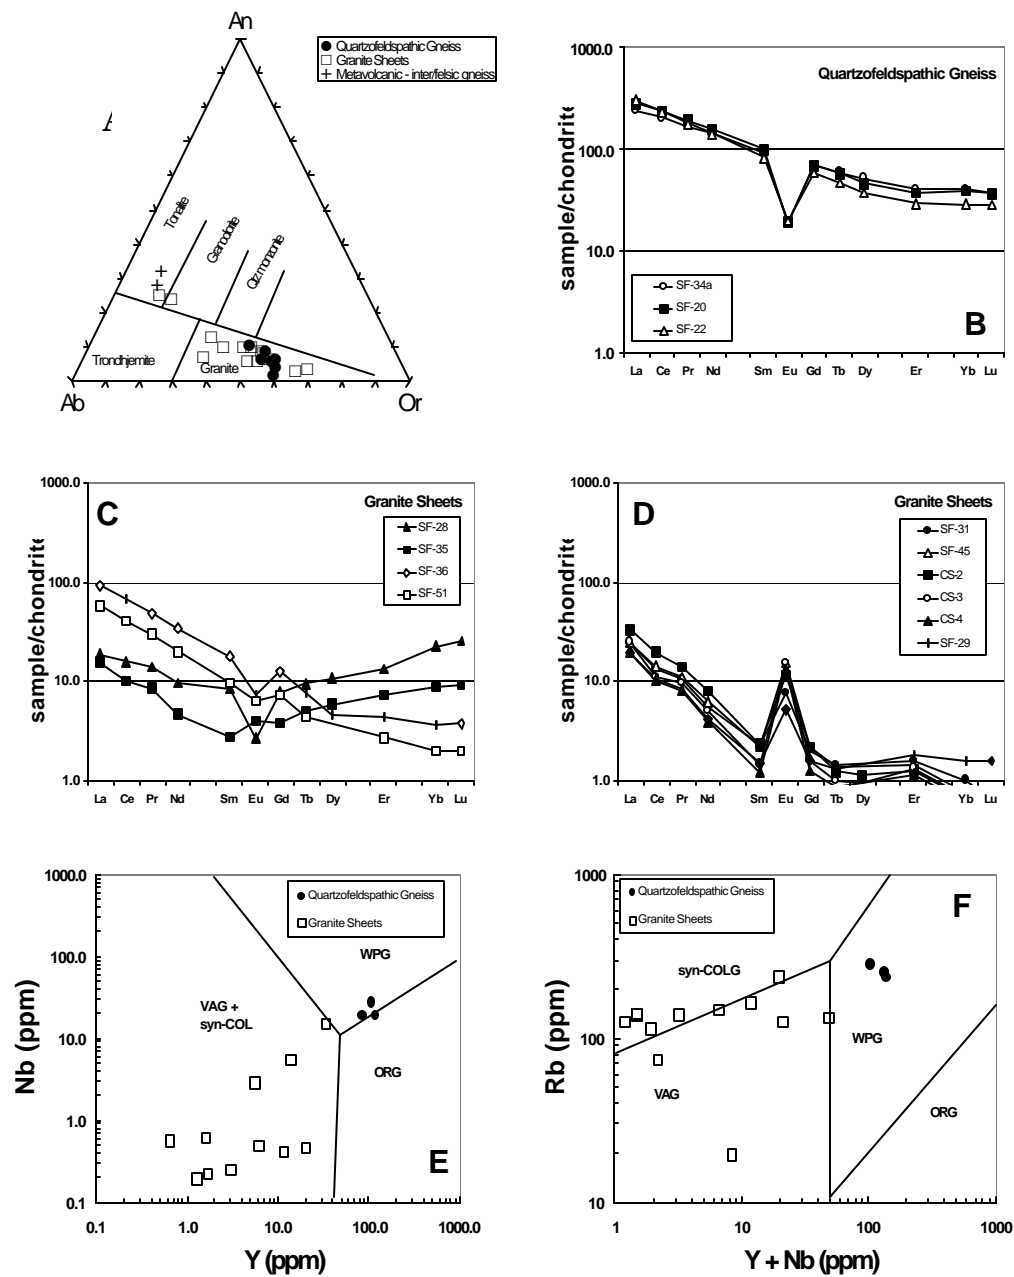 An
Quartzofeldspathic Gneiss
Granite Sheets
Metavolcanic - inter/felsic gneiss
Tonalite
Granodiorite
Qtz monzonite
Trondhjemite
Granite
Ab
Or
1000.0
100.0
10.0
1.0
sample/chondrite
Quartzofeldspathic Gneiss
SF-34a
SF-20
SF-22
B
La Ce Pr Nd Sm Eu Gd Tb Dy Er Yb Lu
1000.0
100.0
10.0
1.0
sample/chondrite
C
Granite Sheets
SF-28
SF-35
SF-36
SF-51
La Ce Pr Nd Sm Eu Gd Tb Dy Er Yb Lu
1000.0
100.0
10.0
1.0
sample/chondrite
D
Granite Sheets
SF-31
SF-45
CS-2
CS-3
CS-4
SF-29
La Ce Pr Nd Sm Eu Gd Tb Dy Er Yb Lu
1000.0
100.0
10.0
1.0
0.1
Nb (ppm)
Quartzofeldspathic Gneiss
Granite Sheets
WPG
VAG +
syn-COL
ORG
E
0.1 1.0 10.0 100.0 1000.0
Y (ppm)
1000
100
10
Rb (ppm)
Quartzofeldspathic Gneiss
Granite Sheets
F
syn-COLG
WPG
VAG
ORG
1 10 100 1000
Y + Nb (ppm)